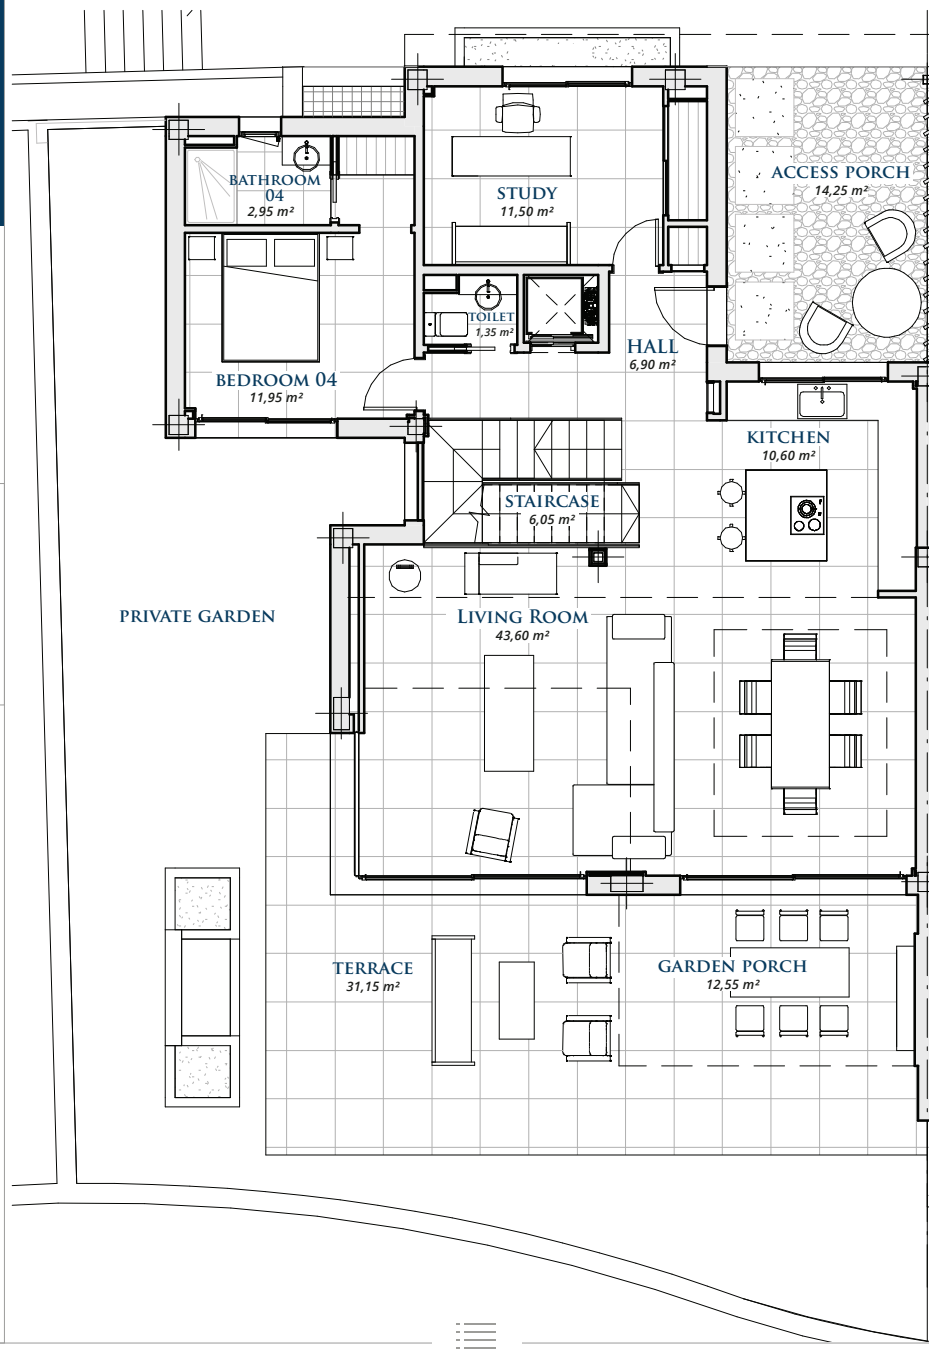 STUDY
11,50 m²
ACCESS PORCH
14,25 m²
BATHROOM
04
2,95 m²
TOILET
1,35 m²
HALL
6,90 m²
BEDROOM 04
11,95 m²
KITCHEN
10,60 m²
STAIRCASE
6,05 m²
PRIVATE GARDEN
LIVING ROOM
43,60 m²
TERRACE
31,15 m²
GARDEN PORCH
12,55 m²